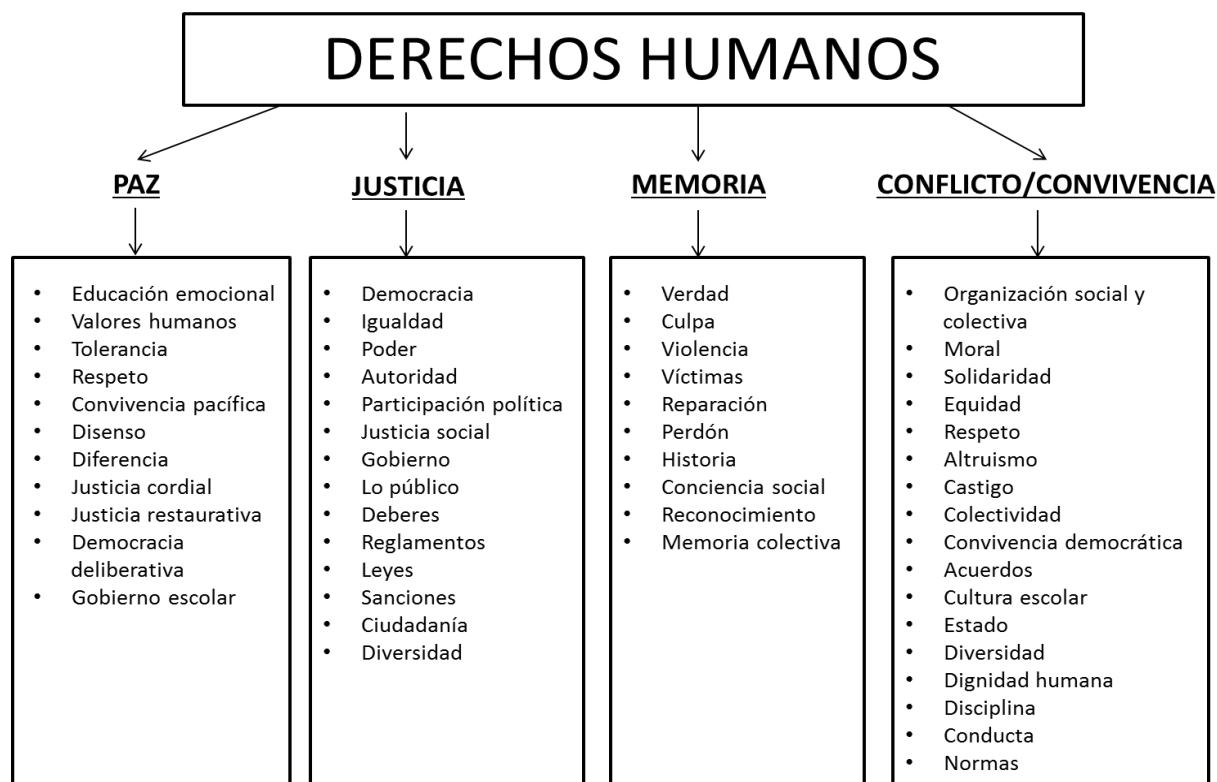 DERECHOS HUMANOS
PAZ
JUSTICIA
MEMORIA
CONFLICTO/CONVIVENCIA
• Educación emocional
• Valores humanos
• Tolerancia
• Respeto
• Convivencia pacífica
• Disenso
• Diferencia
• Justicia cordial
• Justicia restaurativa
• Democracia
deliberativa
• Gobierno escolar
• Democracia
• Igualdad
• Poder
• Autoridad
• Participación política
• Justicia social
• Gobierno
• Lo público
• Deberes
• Reglamentos
• Leyes
• Sanciones
• Ciudadanía
• Diversidad
• Verdad
• Culpa
• Violencia
• Víctimas
• Reparación
• Perdón
• Historia
• Conciencia social
• Reconocimiento
• Memoria colectiva
• Organización social y
colectiva
• Moral
• Solidaridad
• Equidad
• Respeto
• Altruismo
• Castigo
• Colectividad
• Convivencia democrática
• Acuerdos
• Cultura escolar
• Estado
• Diversidad
• Dignidad humana
• Disciplina
• Conducta
• Normas